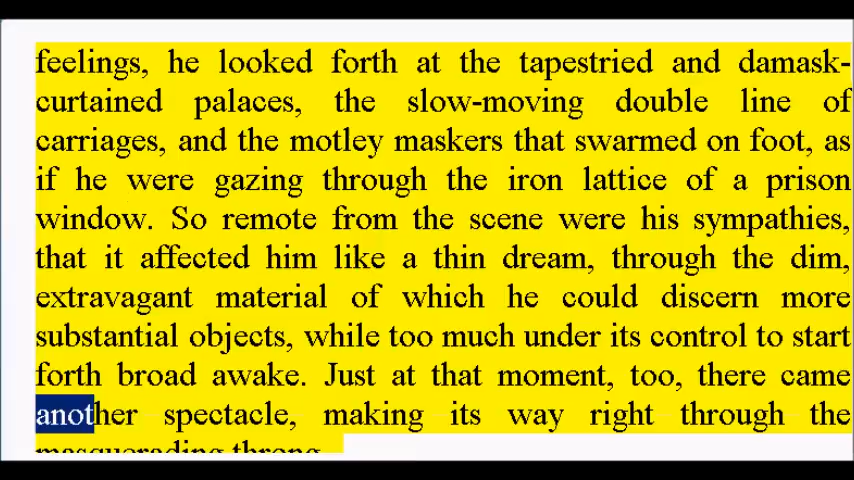 feelings, he looked forth at the tapestried and damask-
curtained palaces, the slow-moving double line of
carriages, and the motley maskers that swarmed on foot, as
if he were gazing through the iron lattice of a prison
window. So remote from the scene were his sympathies,
that it affected him like a thin dream, through the dim,
extravagant material of which he could discern more
substantial objects, while too much under its control to start
forth broad awake. Just at that moment, too, there came
another spectacle, making its way right through the
masquerading throng